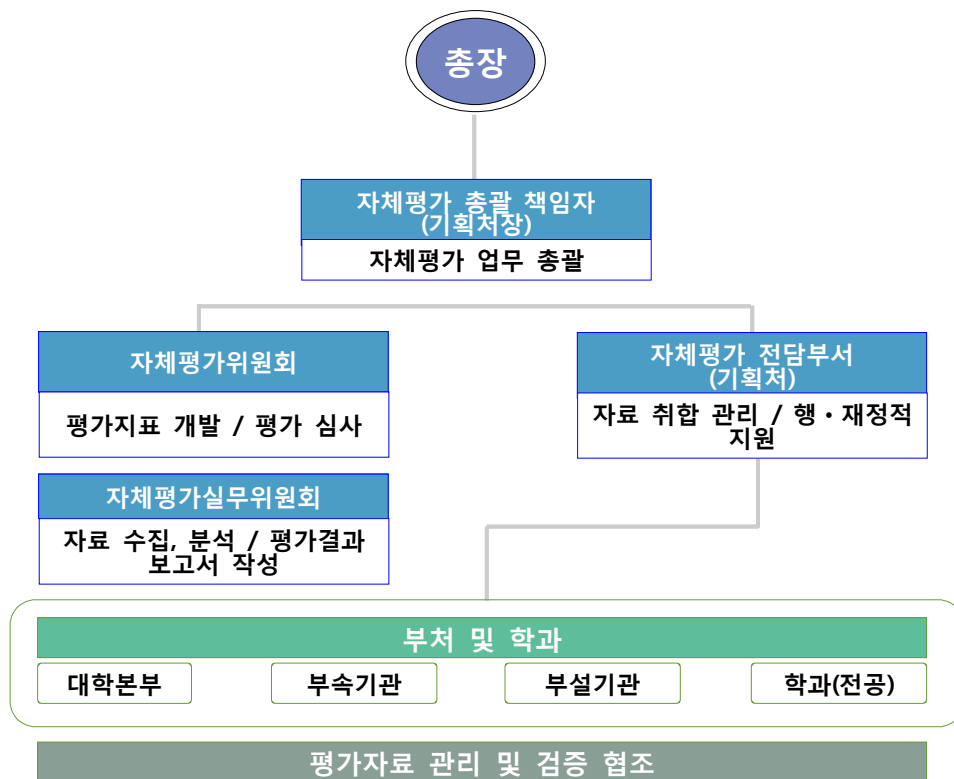 총장
자체평가 총괄 책임자
(기획처장)
자체평가 업무 총괄
자체평가위원회
평가지표 개발 / 평가 심사
자체평가실무위원회
자료 수집, 분석 / 평가결과
보고서 작성
자체평가 전담부서
(기획처)
자료 취합 관리 / 행·재정적
지원
부처 및 학과
대학본부
부속기관
부설기관
학과(전공)
평가자료 관리 및 검증 협조